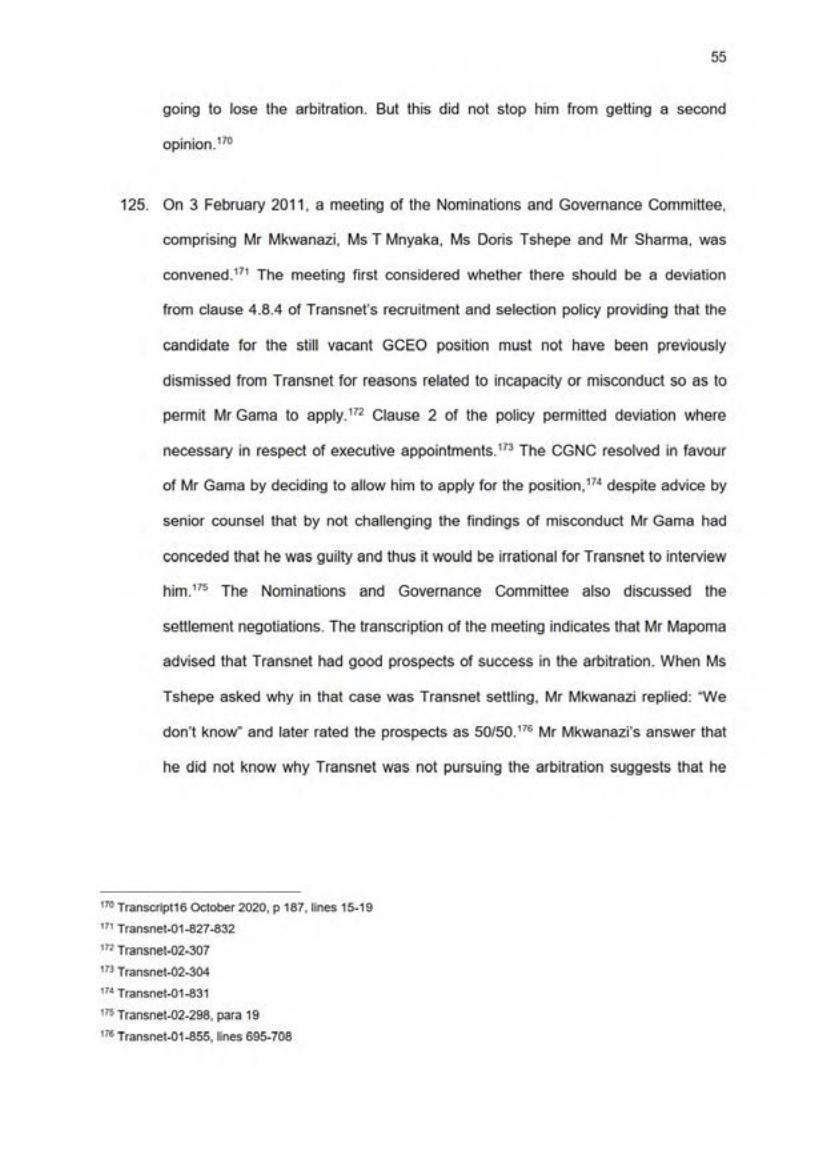 55
going to lose the arbitration. But this did not stop him from getting a second
opinion.170
125. On 3 February 2011, a meeting of the Nominations and Governance Committee,
comprising Mr Mkwanazi, Ms T Mnyaka, Ms Doris Tshepe and Mr Sharma, was
convened.171 The meeting first considered whether there should be a deviation
from clause 4.8.4 of Transnet's recruitment and selection policy providing that the
candidate for the still vacant GCEO position must not have been previously
dismissed from Transnet for reasons related to incapacity or misconduct so as to
permit Mr Gama to apply.172 Clause 2 of the policy permitted deviation where
necessary in respect of executive appointments.173 The CGNC resolved in favour
of Mr Gama by deciding to allow him to apply for the position,174 despite advice by
senior counsel that by not challenging the findings of misconduct Mr Gama had
conceded that he was guilty and thus it would be irrational for Transnet to interview
him.175 The Nominations and Governance Committee also discussed the
settlement negotiations. The transcription of the meeting indicates that Mr Mapoma
advised that Transnet had good prospects of success in the arbitration. When Ms
Tshepe asked why in that case was Transnet settling, Mr Mkwanazi replied: "We
don't know" and later rated the prospects as 50/50.176 Mr Mkwanazi's answer that
he did not know why Transnet was not pursuing the arbitration suggests that he
170 Transcript16 October 2020, p 187, lines 15-19
171 Transnet-01-827-832
172 Transnet-02-307
173 Transnet-02-304
174 Transnet-01-831
175 Transnet-02-298, para 19
176 Transnet-01-855, lines 695-708